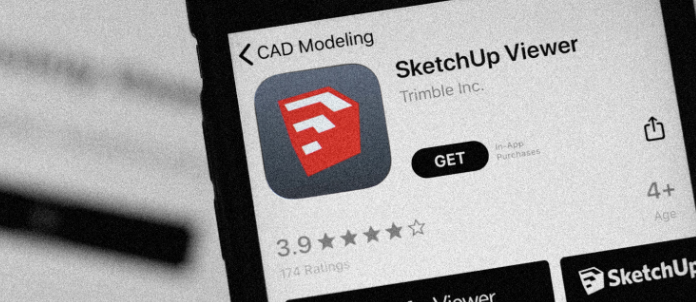 CAD Modeling
SketchUp Viewer
Trimble Inc.
GET
In-App
Purchases
3.9
174 Ratings
4+
Age
Viewer
SketchUp